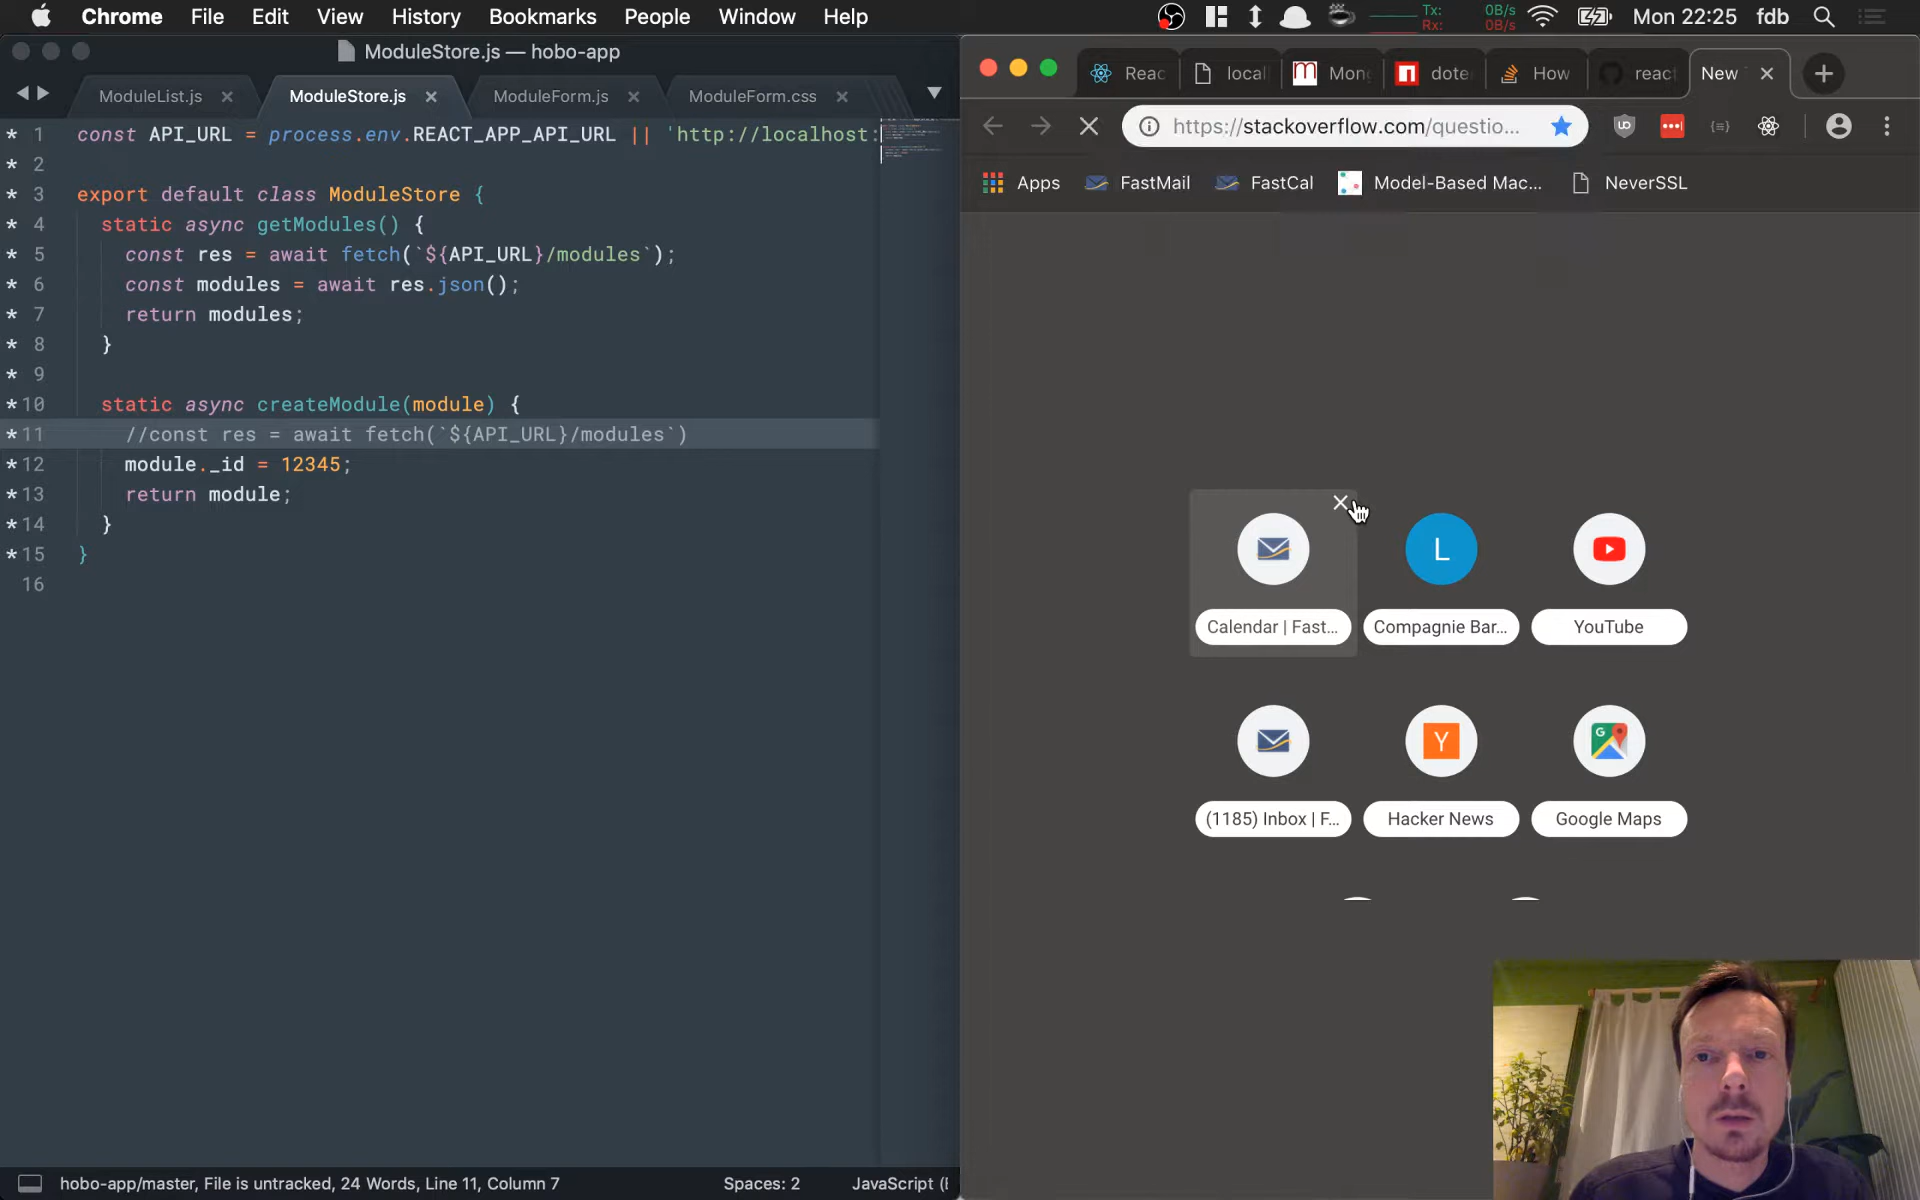 Chrome File Edit View History Bookmarks People Window Help
Tx: 0B/s
Rx: 0B/s
Mon 22:25 fdb
ModuleStore.js — hobo-app
ModuleList.js ModuleStore.js ModuleForm.js ModuleForm.css
* 1 const API_URL = process.env.REACT_APP_API_URL || 'http://localhost:
* 2
* 3 export default class ModuleStore {
* 4 static async getModules() {
* 5 const res = await fetch(`${API_URL}/modules`);
* 6 const modules = await res.json();
* 7 return modules;
* 8 }
* 9
*10 static async createModule(module) {
*11 //const res = await fetch(`${API_URL}/modules`)
*12 module._id = 12345;
*13 return module;
*14 }
*15 }
16
hobo-app/master, File is untracked, 24 Words, Line 11, Column 7 Spaces: 2 JavaScript (
Reac local Mong dote How react New
https://stackoverflow.com/questio...
Apps FastMail FastCal Model-Based Mac... NeverSSL
L
Calendar | Fast... Compagnie Bar... YouTube
Y G
(1185) Inbox | F... Hacker News Google Maps